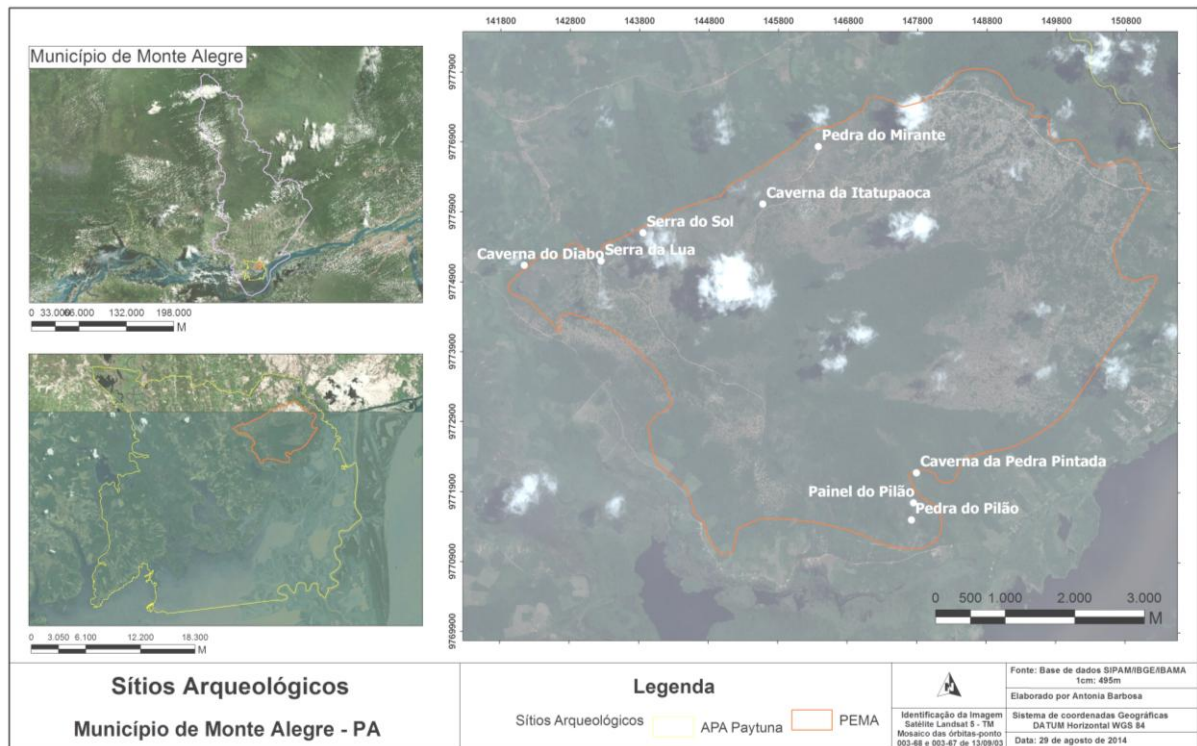 Município de Monte Alegre
0 33.000 66.000 132.000 198.000
M
0 3.050 6.100 12.200 18.300
M
141800 142800 143800 144800 145800 146800 147800 148800 149800 150800
9777900
9776900
9775900
9774900
9773900
9772900
9771900
9770900
9769900
Pedra do Mirante
Caverna da Itatupaoca
Serra do Sol
Serra da Lua
Caverna do Diabo
Caverna da Pedra Pintada
Painel do Pilão
Pedra do Pilão
0 500 1.000 2.000 3.000
M
Sítios Arqueológicos
Município de Monte Alegre - PA
Legenda
Sítios Arqueológicos APA Paytuna PEMA
N
Identificação da Imagem
Satélite Landsat 5 - TM
Mosaico das órbitas-ponto
003-68 e 003-67 de 13/09/03
Fonte: Base de dados SIPAM/IBGE/IBAMA
1cm: 495m
Elaborado por Antonia Barbosa
Sistema de coordenadas Geográficas
DATUM Horizontal WGS 84
Data: 29 de agosto de 2014